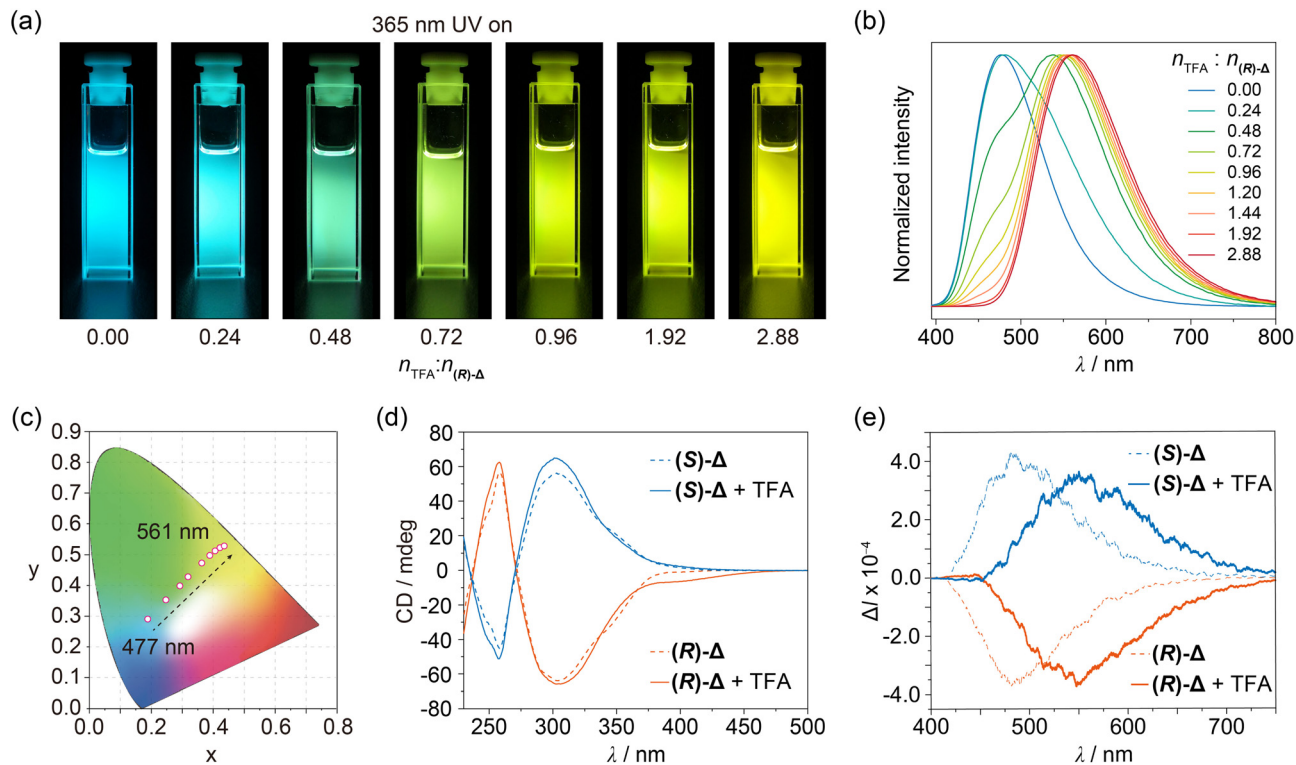 (a)
365 nm UV on
0.00 0.24 0.48 0.72 0.96 1.92 2.88
nTFA:n(R)-Δ
(b)
Normalized intensity
nTFA : n(R)-Δ
0.00
0.24
0.48
0.72
0.96
1.20
1.44
1.92
2.88
400 500 600 700 800
λ / nm
(c)
0.9
0.8
0.7
0.6
0.5
0.4
0.3
0.2
0.1
0.0
y
561 nm
477 nm
0.0 0.2 0.4 0.6 0.8
x
(d)
80
60
40
20
0
-20
-40
-60
-80
CD / mdeg
(S)-Δ
(S)-Δ + TFA
(R)-Δ
(R)-Δ + TFA
250 300 350 400 450 500
λ / nm
(e)
4.0
2.0
0.0
-2.0
-4.0
ΔI x 10⁻⁴
(S)-Δ
(S)-Δ + TFA
(R)-Δ
(R)-Δ + TFA
400 450 500 550 600 650 700
λ / nm